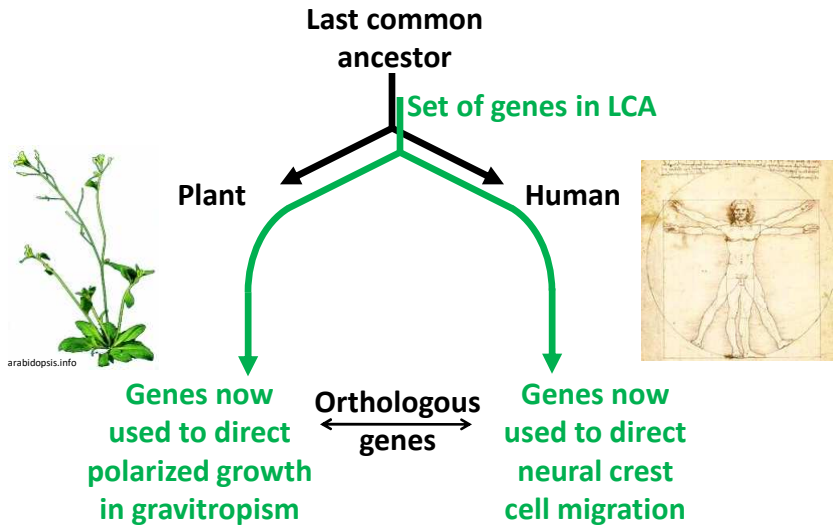 Last common
ancestor
Set of genes in LCA
Plant
Human
arabidopsis.info
Genes now
used to direct
polarized growth
in gravitropism
Orthologous
genes
Genes now
used to direct
neural crest
cell migration